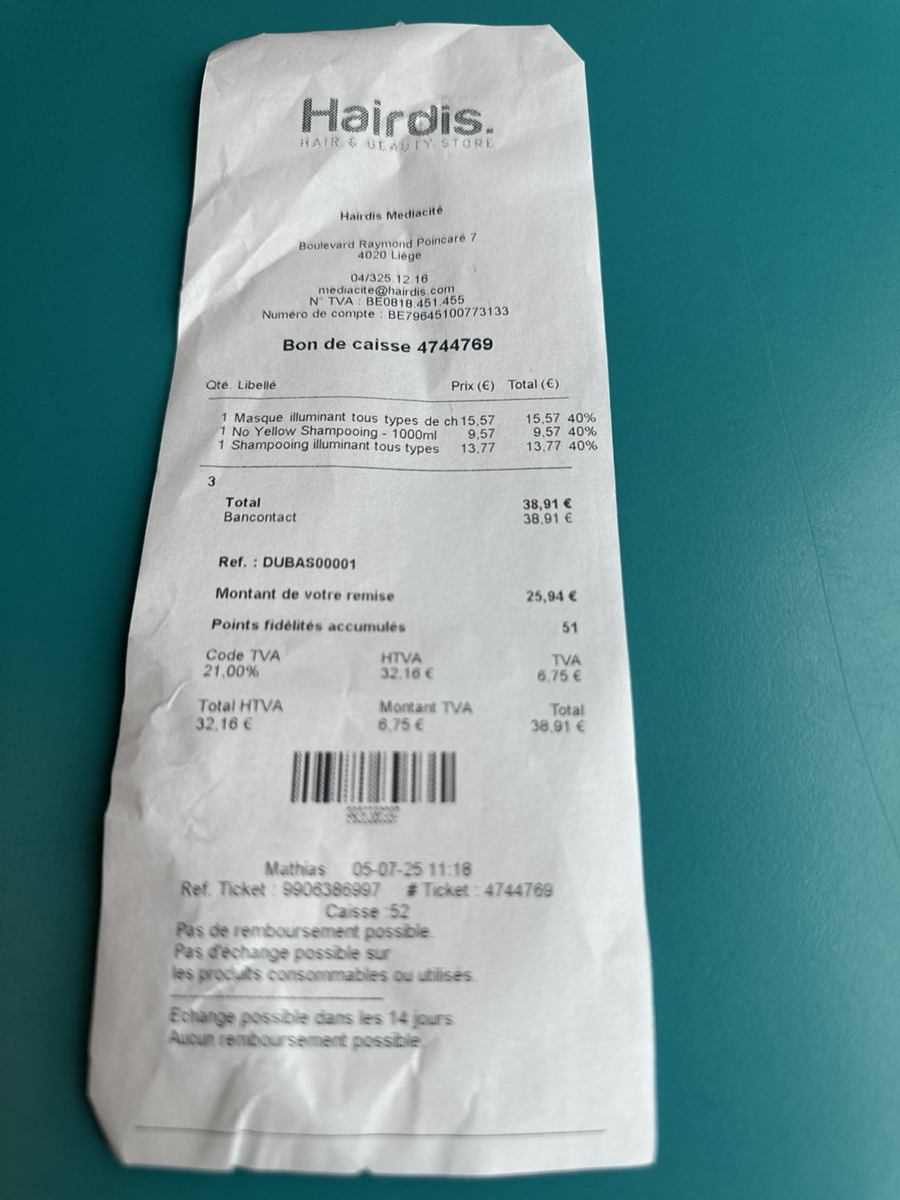 Hairdis.
HAIR & BEAUTY STORE
Hairdis Mediacité
Boulevard Raymond Poincaré 7
4020 Liège
04/325.12.16
mediacite@hairdis.com
N° TVA : BE0818.451.455
Numéro de compte : BE79645100773133
Bon de caisse 4744769
Qté. Libellé Prix (€) Total (€)
1 Masque illuminant tous types de ch 15,57 15,57 40%
1 No Yellow Shampooing - 1000ml 9,57 9,57 40%
1 Shampooing illuminant tous types 13,77 13,77 40%
3
Total 38,91 €
Bancontact 38,91 €
Ref. : DUBAS00001
Montant de votre remise 25,94 €
Points fidélités accumulés 51
Code TVA HTVA TVA
21,00% 32,16 € 6,75 €
Total HTVA Montant TVA Total
32,16 € 6,75 € 38,91 €
Mathias 05-07-25 11:18
Ref. Ticket : 9906386997 # Ticket : 4744769
Caisse :52
Pas de remboursement possible.
Pas d'échange possible sur
les produits consommables ou utilisés.
Echange possible dans les 14 jours.
Aucun remboursement possible.